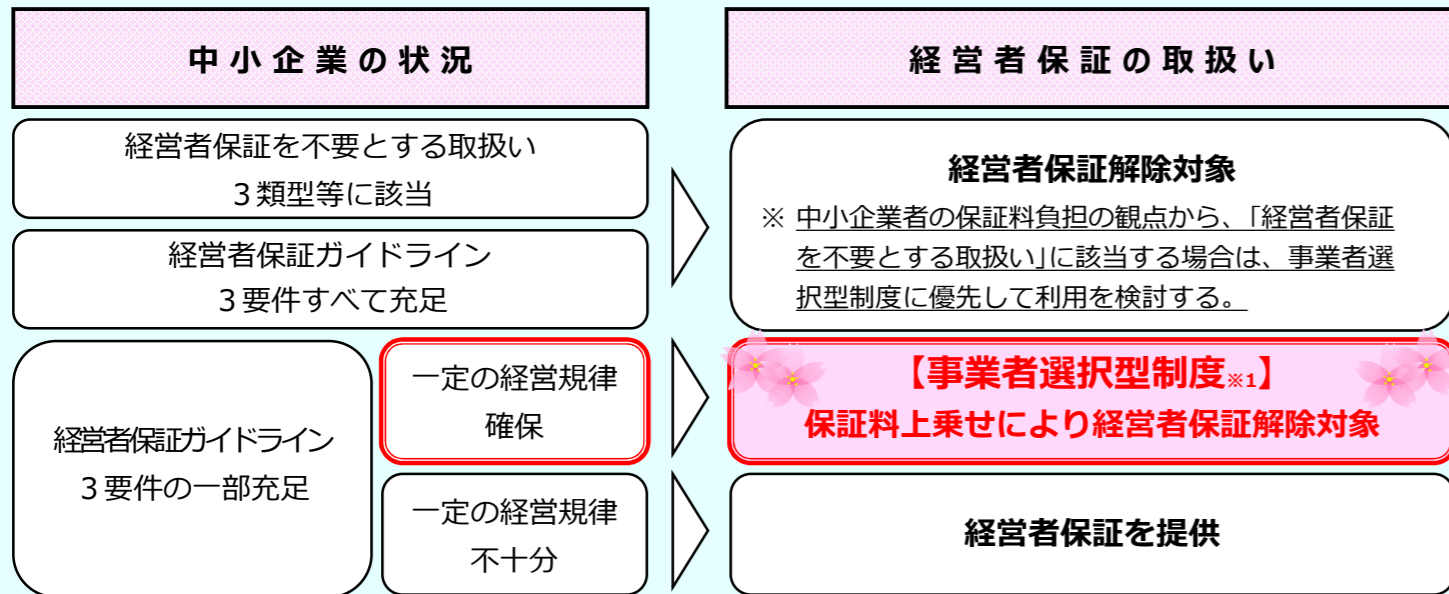 中小企業の状況
経営者保証の取扱い
経営者保証を不要とする取扱い
３類型等に該当
経営者保証ガイドライン
３要件すべて充足
経営者保証解除対象
※ 中小企業者の保証料負担の観点から、「経営者保証
を不要とする取扱い」に該当する場合は、事業者選
択型制度に優先して利用を検討する。
経営者保証ガイドライン
３要件の一部充足
一定の経営規律
確保
【事業者選択型制度※1】
保証料上乗せにより経営者保証解除対象
一定の経営規律
不十分
経営者保証を提供